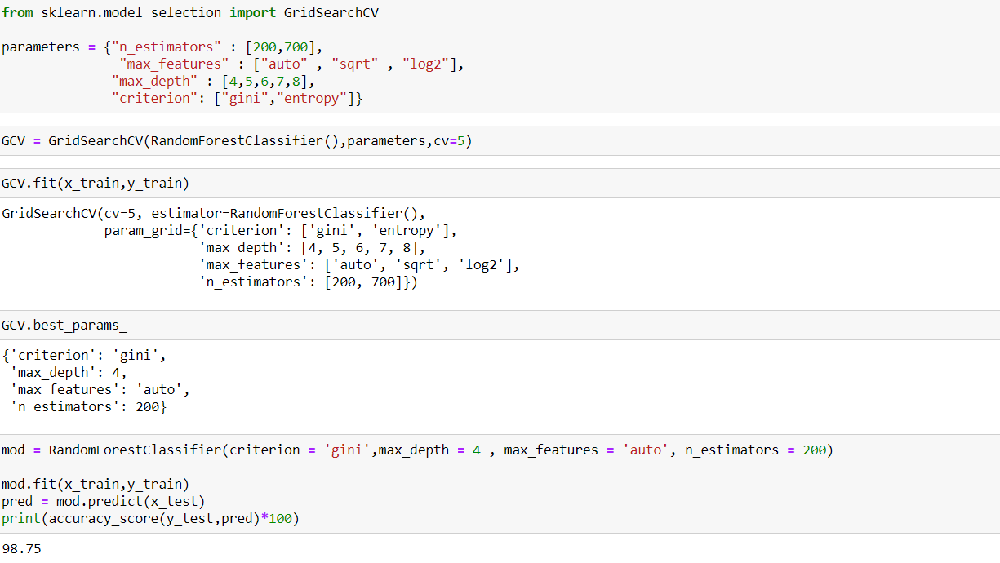 from sklearn.model_selection import GridSearchCV
parameters = {"n_estimators" : [200,700],
"max_features" : ["auto" , "sqrt" , "log2"],
"max_depth" : [4,5,6,7,8],
"criterion": ["gini","entropy"]}
GCV = GridSearchCV(RandomForestClassifier(),parameters,cv=5)
GCV.fit(x_train,y_train)
GridSearchCV(cv=5, estimator=RandomForestClassifier(),
param_grid={'criterion': ['gini', 'entropy'],
'max_depth': [4, 5, 6, 7, 8],
'max_features': ['auto', 'sqrt', 'log2'],
'n_estimators': [200, 700]})
GCV.best_params_
{'criterion': 'gini',
'max_depth': 4,
'max_features': 'auto',
'n_estimators': 200}
mod = RandomForestClassifier(criterion = 'gini',max_depth = 4 , max_features = 'auto', n_estimators = 200)
mod.fit(x_train,y_train)
pred = mod.predict(x_test)
print(accuracy_score(y_test,pred)*100)
98.75